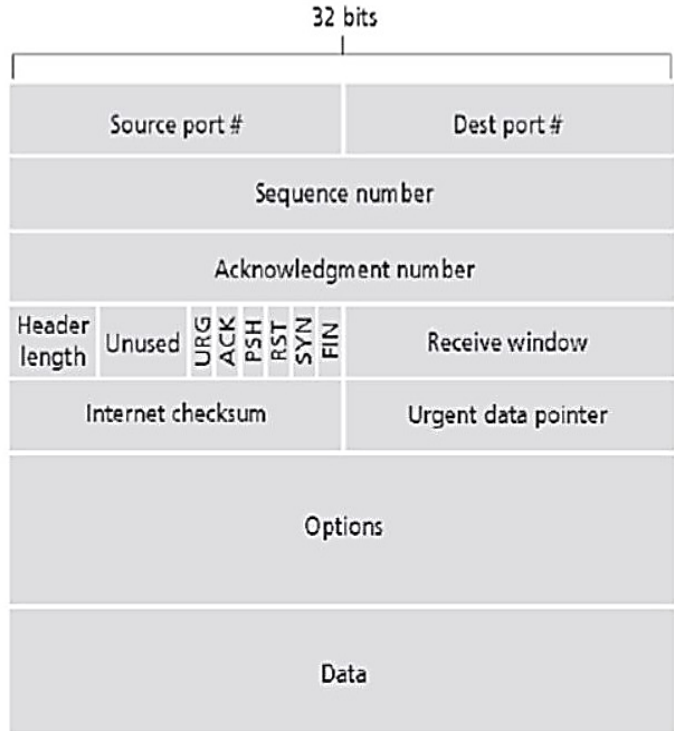 32 bits
Source port #
Dest port #
Sequence number
Acknowledgment number
Header
length
Unused
URG
ACK
PSH
RST
SYN
FIN
Receive window
Internet checksum
Urgent data pointer
Options
Data